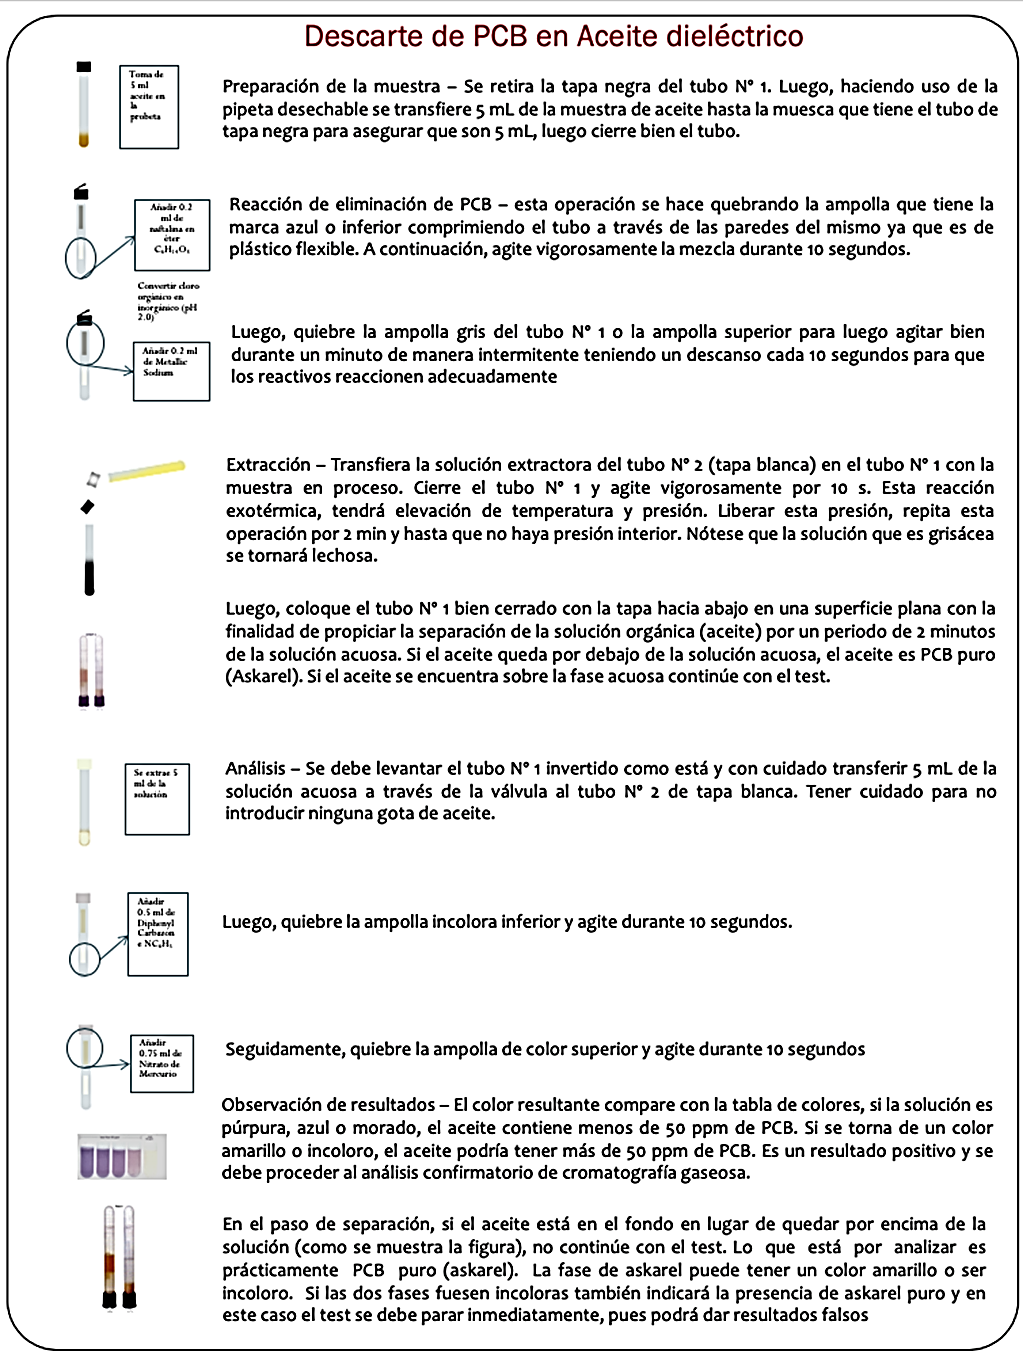 Descarte de PCB en Aceite dieléctrico
Toma de
5 ml
aceite en
la
probeta
Preparación de la muestra – Se retira la tapa negra del tubo N° 1. Luego, haciendo uso de la
pipeta desechable se transfiere 5 mL de la muestra de aceite hasta la muesca que tiene el tubo de
tapa negra para asegurar que son 5 mL, luego cierre bien el tubo.
Añadir 0.2
ml de
naftalina en
éter
Reacción de eliminación de PCB – esta operación se hace quebrando la ampolla que tiene la
marca azul o inferior comprimiendo el tubo a través de las paredes del mismo ya que es de
plástico flexible. A continuación, agite vigorosamente la mezcla durante 10 segundos.
Convertir cloro
orgánico en
inorgánico (pH
2.0)
Añadir 0.2 ml
de Metallic
Sodium
Luego, quiebre la ampolla gris del tubo N° 1 o la ampolla superior para luego agitar bien
durante un minuto de manera intermitente teniendo un descanso cada 10 segundos para que
los reactivos reaccionen adecuadamente
Extracción – Transfiera la solución extractora del tubo N° 2 (tapa blanca) en el tubo N° 1 con la
muestra en proceso. Cierre el tubo N° 1 y agite vigorosamente por 10 s. Esta reacción
exotérmica, tendrá elevación de temperatura y presión. Liberar esta presión, repita esta
operación por 2 min y hasta que no haya presión interior. Nótese que la solución que es grisácea
se tornará lechosa.
Luego, coloque el tubo N° 1 bien cerrado con la tapa hacia abajo en una superficie plana con la
finalidad de propiciar la separación de la solución orgánica (aceite) por un periodo de 2 minutos
de la solución acuosa. Si el aceite queda por debajo de la solución acuosa, el aceite es PCB puro
(Askarel). Si el aceite se encuentra sobre la fase acuosa continúe con el test.
Se extrae 5
ml de la
solución
Análisis – Se debe levantar el tubo N° 1 invertido como está y con cuidado transferir 5 mL de la
solución acuosa a través de la válvula al tubo N° 2 de tapa blanca. Tener cuidado para no
introducir ninguna gota de aceite.
Añadir
0.5 ml de
Diphenyl
Carbazon
Luego, quiebre la ampolla incolora inferior y agite durante 10 segundos.
Añadir
0.75 ml de
Nitrato de
Mercurio
Seguidamente, quiebre la ampolla de color superior y agite durante 10 segundos
Observación de resultados – El color resultante compare con la tabla de colores, si la solución es
púrpura, azul o morado, el aceite contiene menos de 50 ppm de PCB. Si se torna de un color
amarillo o incoloro, el aceite podría tener más de 50 ppm de PCB. Es un resultado positivo y se
debe proceder al análisis confirmatorio de cromatografía gaseosa.
En el paso de separación, si el aceite está en el fondo en lugar de quedar por encima de la
solución (como se muestra la figura), no continúe con el test. Lo que está por analizar es
prácticamente PCB puro (askarel). La fase de askarel puede tener un color amarillo o ser
incoloro. Si las dos fases fuesen incoloras también indicará la presencia de askarel puro y en
este caso el test se debe parar inmediatamente, pues podrá dar resultados falsos